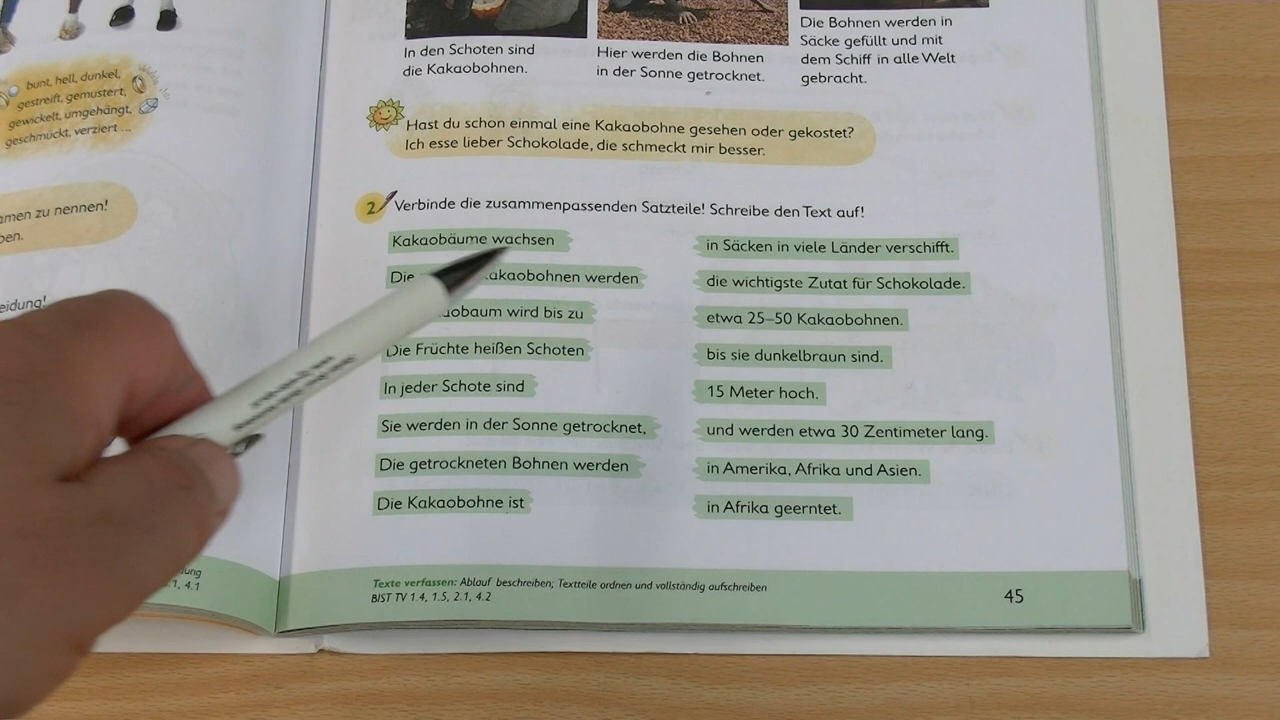 bunt, hell, dunkel,
gestreift, gemustert,
gewickelt, umgehängt,
geschmückt, verziert ...
amen zu nennen!
ben.
eidung!
In den Schoten sind
die Kakaobohnen.
Hier werden die Bohnen
in der Sonne getrocknet.
Die Bohnen werden in
Säcke gefüllt und mit
dem Schiff in alle Welt
gebracht.
Hast du schon einmal eine Kakaobohne gesehen oder gekostet?
Ich esse lieber Schokolade, die schmeckt mir besser.
2 Verbinde die zusammenpassenden Satzteile! Schreibe den Text auf!
Kakaobäume wachsen
Die akaobohnen werden
aobaum wird bis zu
Die Früchte heißen Schoten
In jeder Schote sind
Sie werden in der Sonne getrocknet,
Die getrockneten Bohnen werden
Die Kakaobohne ist
in Säcken in viele Länder verschifft.
die wichtigste Zutat für Schokolade.
etwa 25–50 Kakaobohnen.
bis sie dunkelbraun sind.
15 Meter hoch.
und werden etwa 30 Zentimeter lang.
in Amerika, Afrika und Asien.
in Afrika geerntet.
ung
.1, 4.1
Texte verfassen: Ablauf beschreiben; Textteile ordnen und vollständig aufschreiben
BIST TV 1.4, 1.5, 2.1, 4.2
45